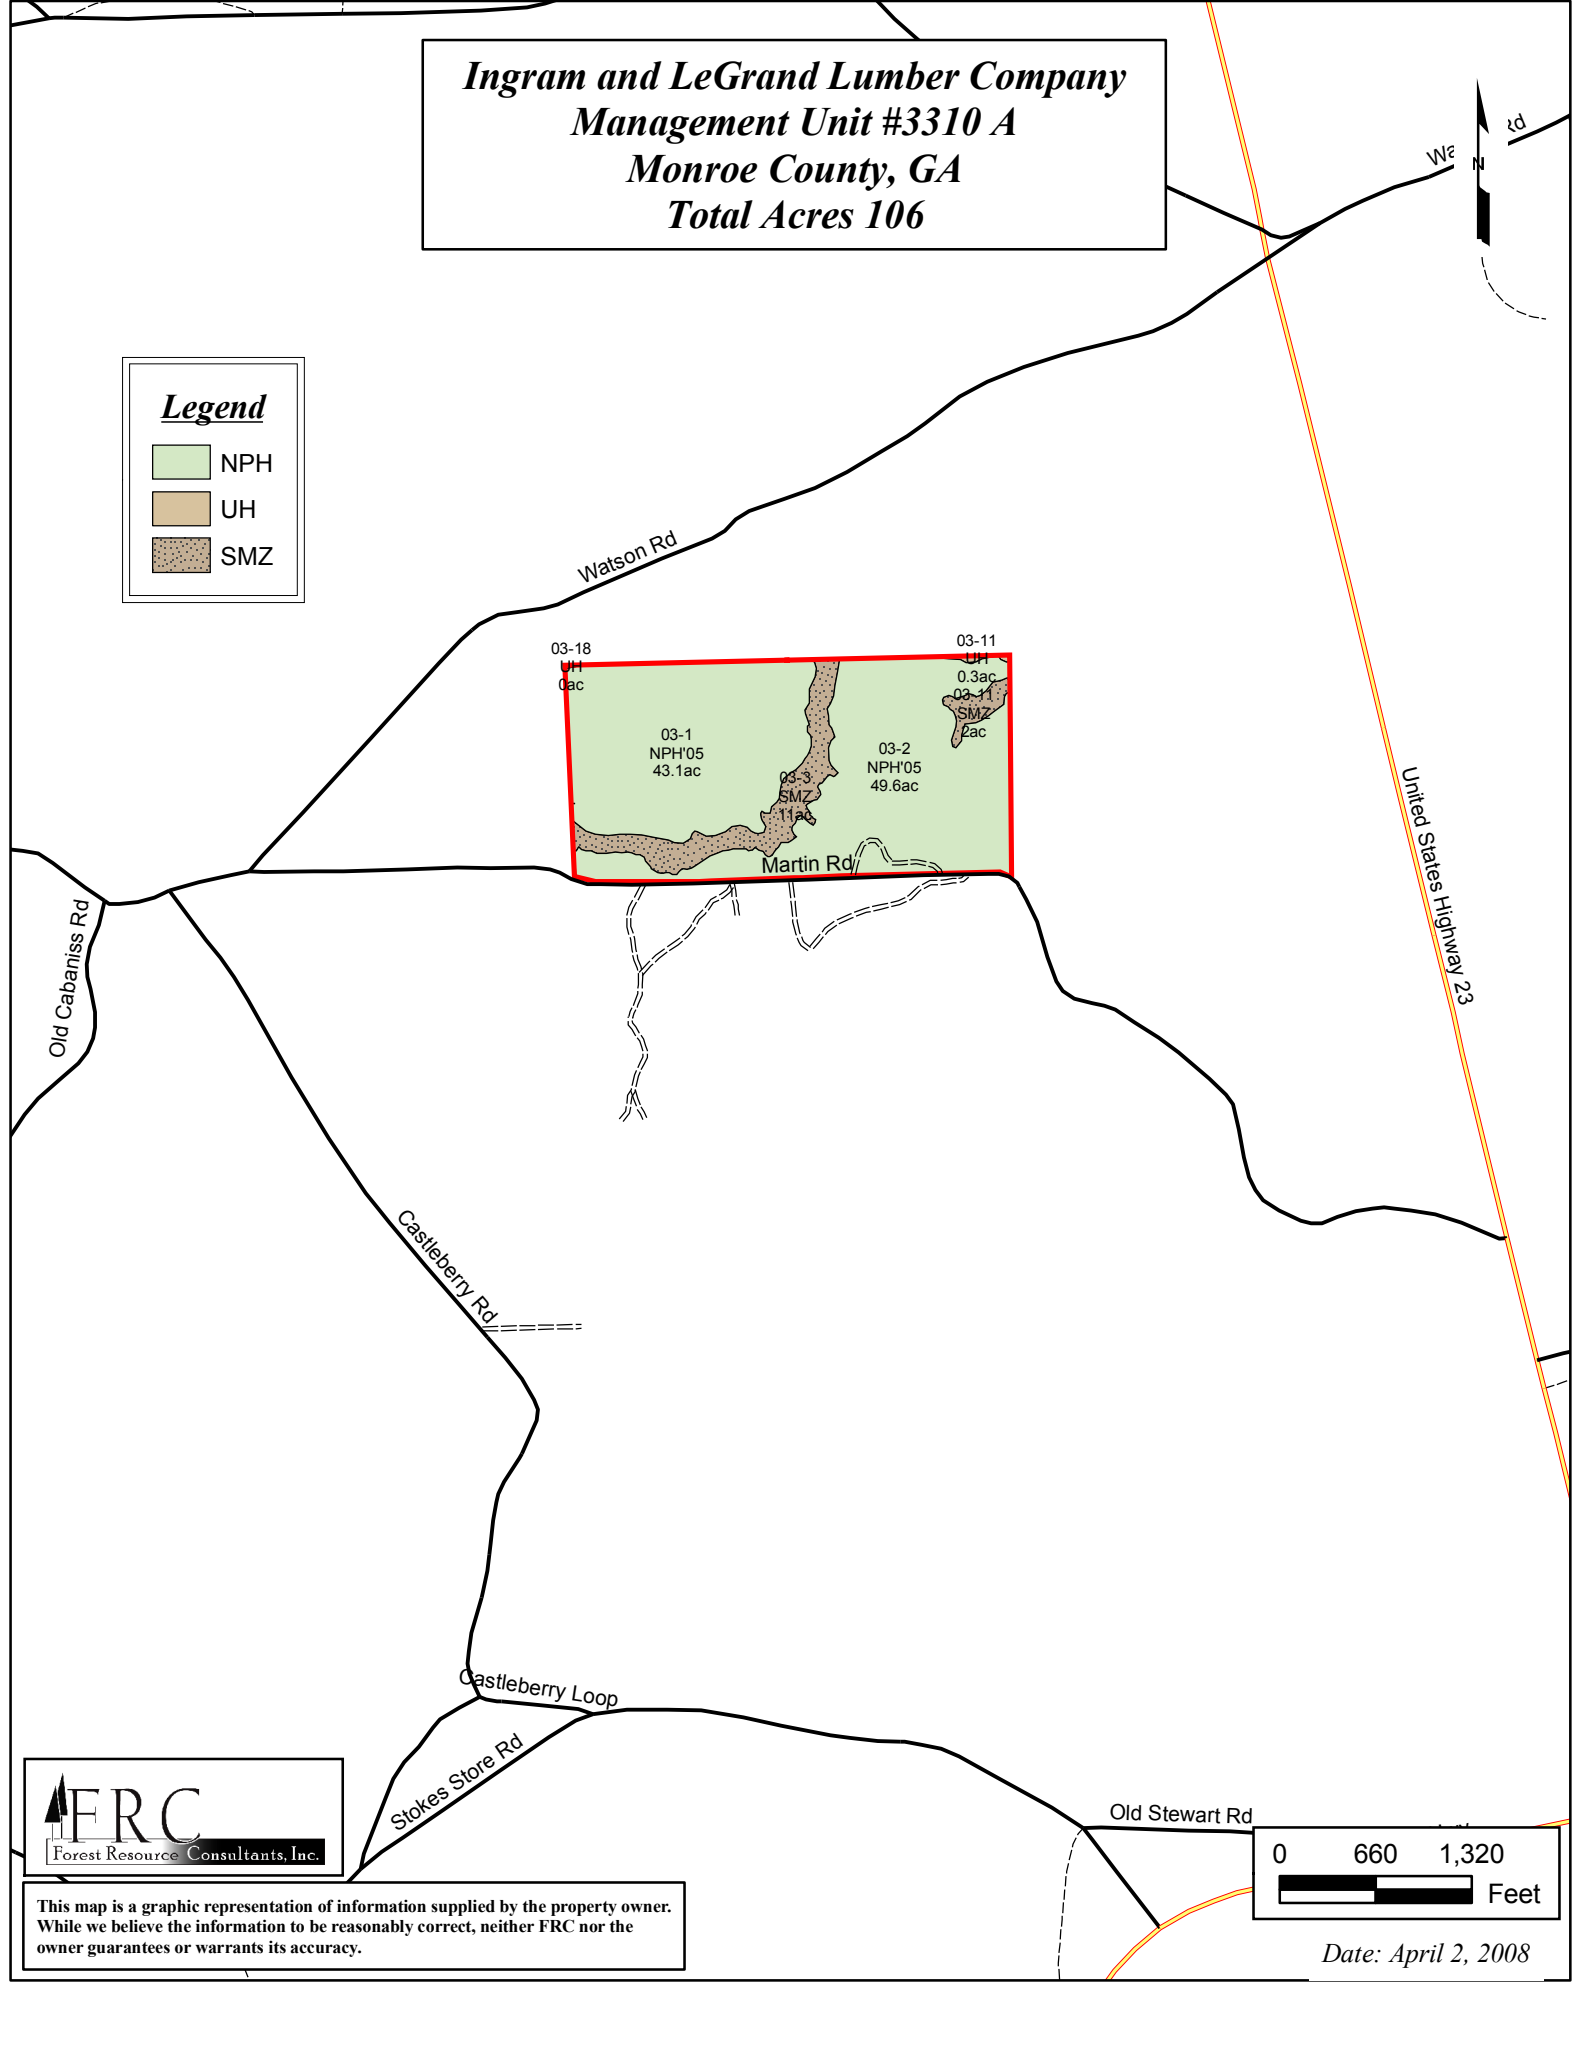 Ingram and LeGrand Lumber Company
Management Unit #3310 A
Monroe County, GA
Total Acres 106
Rd
N
Legend
NPH
UH
SMZ
Watson Rd
03-18
UH
0ac
03-11
UH
0.3ac
03-11
SMZ
2ac
03-1
NPH'05
43.1ac
03-2
NPH'05
49.6ac
03-3
SMZ
11ac
Martin Rd
United States Highway 23
Old Cabaniss Rd
Castleberry Rd
Castleberry Loop
Stokes Store Rd
Old Stewart Rd
FRC
Forest Resource Consultants, Inc.
0 660 1,320
Feet
This map is a graphic representation of information supplied by the property owner.
While we believe the information to be reasonably correct, neither FRC nor the
owner guarantees or warrants its accuracy.
Date: April 2, 2008